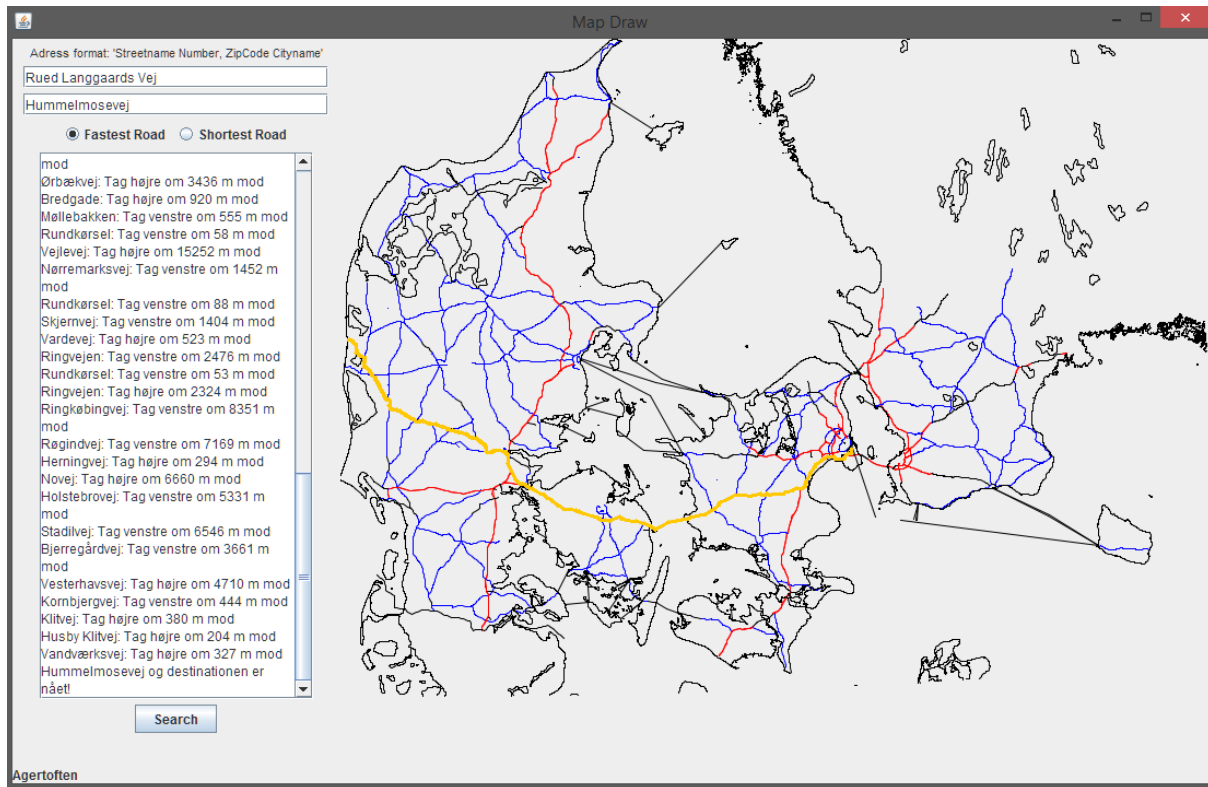 Map Draw
Adress format: 'Streetname Number, ZipCode Cityname'
Rued Langgaards Vej
Hummelmosevej
Fastest Road Shortest Road
mod
Ørbækvej: Tag højre om 3436 m mod
Bredgade: Tag højre om 920 m mod
Møllebakken: Tag venstre om 555 m mod
Rundkørsel: Tag venstre om 58 m mod
Vejlevej: Tag højre om 15252 m mod
Nørremarksvej: Tag venstre om 1452 m
mod
Rundkørsel: Tag venstre om 88 m mod
Skjernvej: Tag venstre om 1404 m mod
Vardevej: Tag venstre om 523 m mod
Ringvejen: Tag venstre om 2476 m mod
Rundkørsel: Tag venstre om 53 m mod
Ringvejen: Tag højre om 2324 m mod
Ringkøbingvej: Tag venstre om 8351 m
mod
Røgindvej: Tag venstre om 7169 m mod
Herningvej: Tag højre om 294 m mod
Novej: Tag højre om 6660 m mod
Holstebrovej: Tag venstre om 5331 m
mod
Stadilvej: Tag venstre om 6546 m mod
Bjerregårdvej: Tag venstre om 3661 m
mod
Vesterhavsvej: Tag højre om 4710 m mod
Kornbjergvej: Tag venstre om 444 m mod
Klitvej: Tag højre om 380 m mod
Husby Klitvej: Tag højre om 204 m mod
Vandværksvej: Tag højre om 327 m mod
Hummelmosevej og destinationen er
nået!
Search
Agertoften